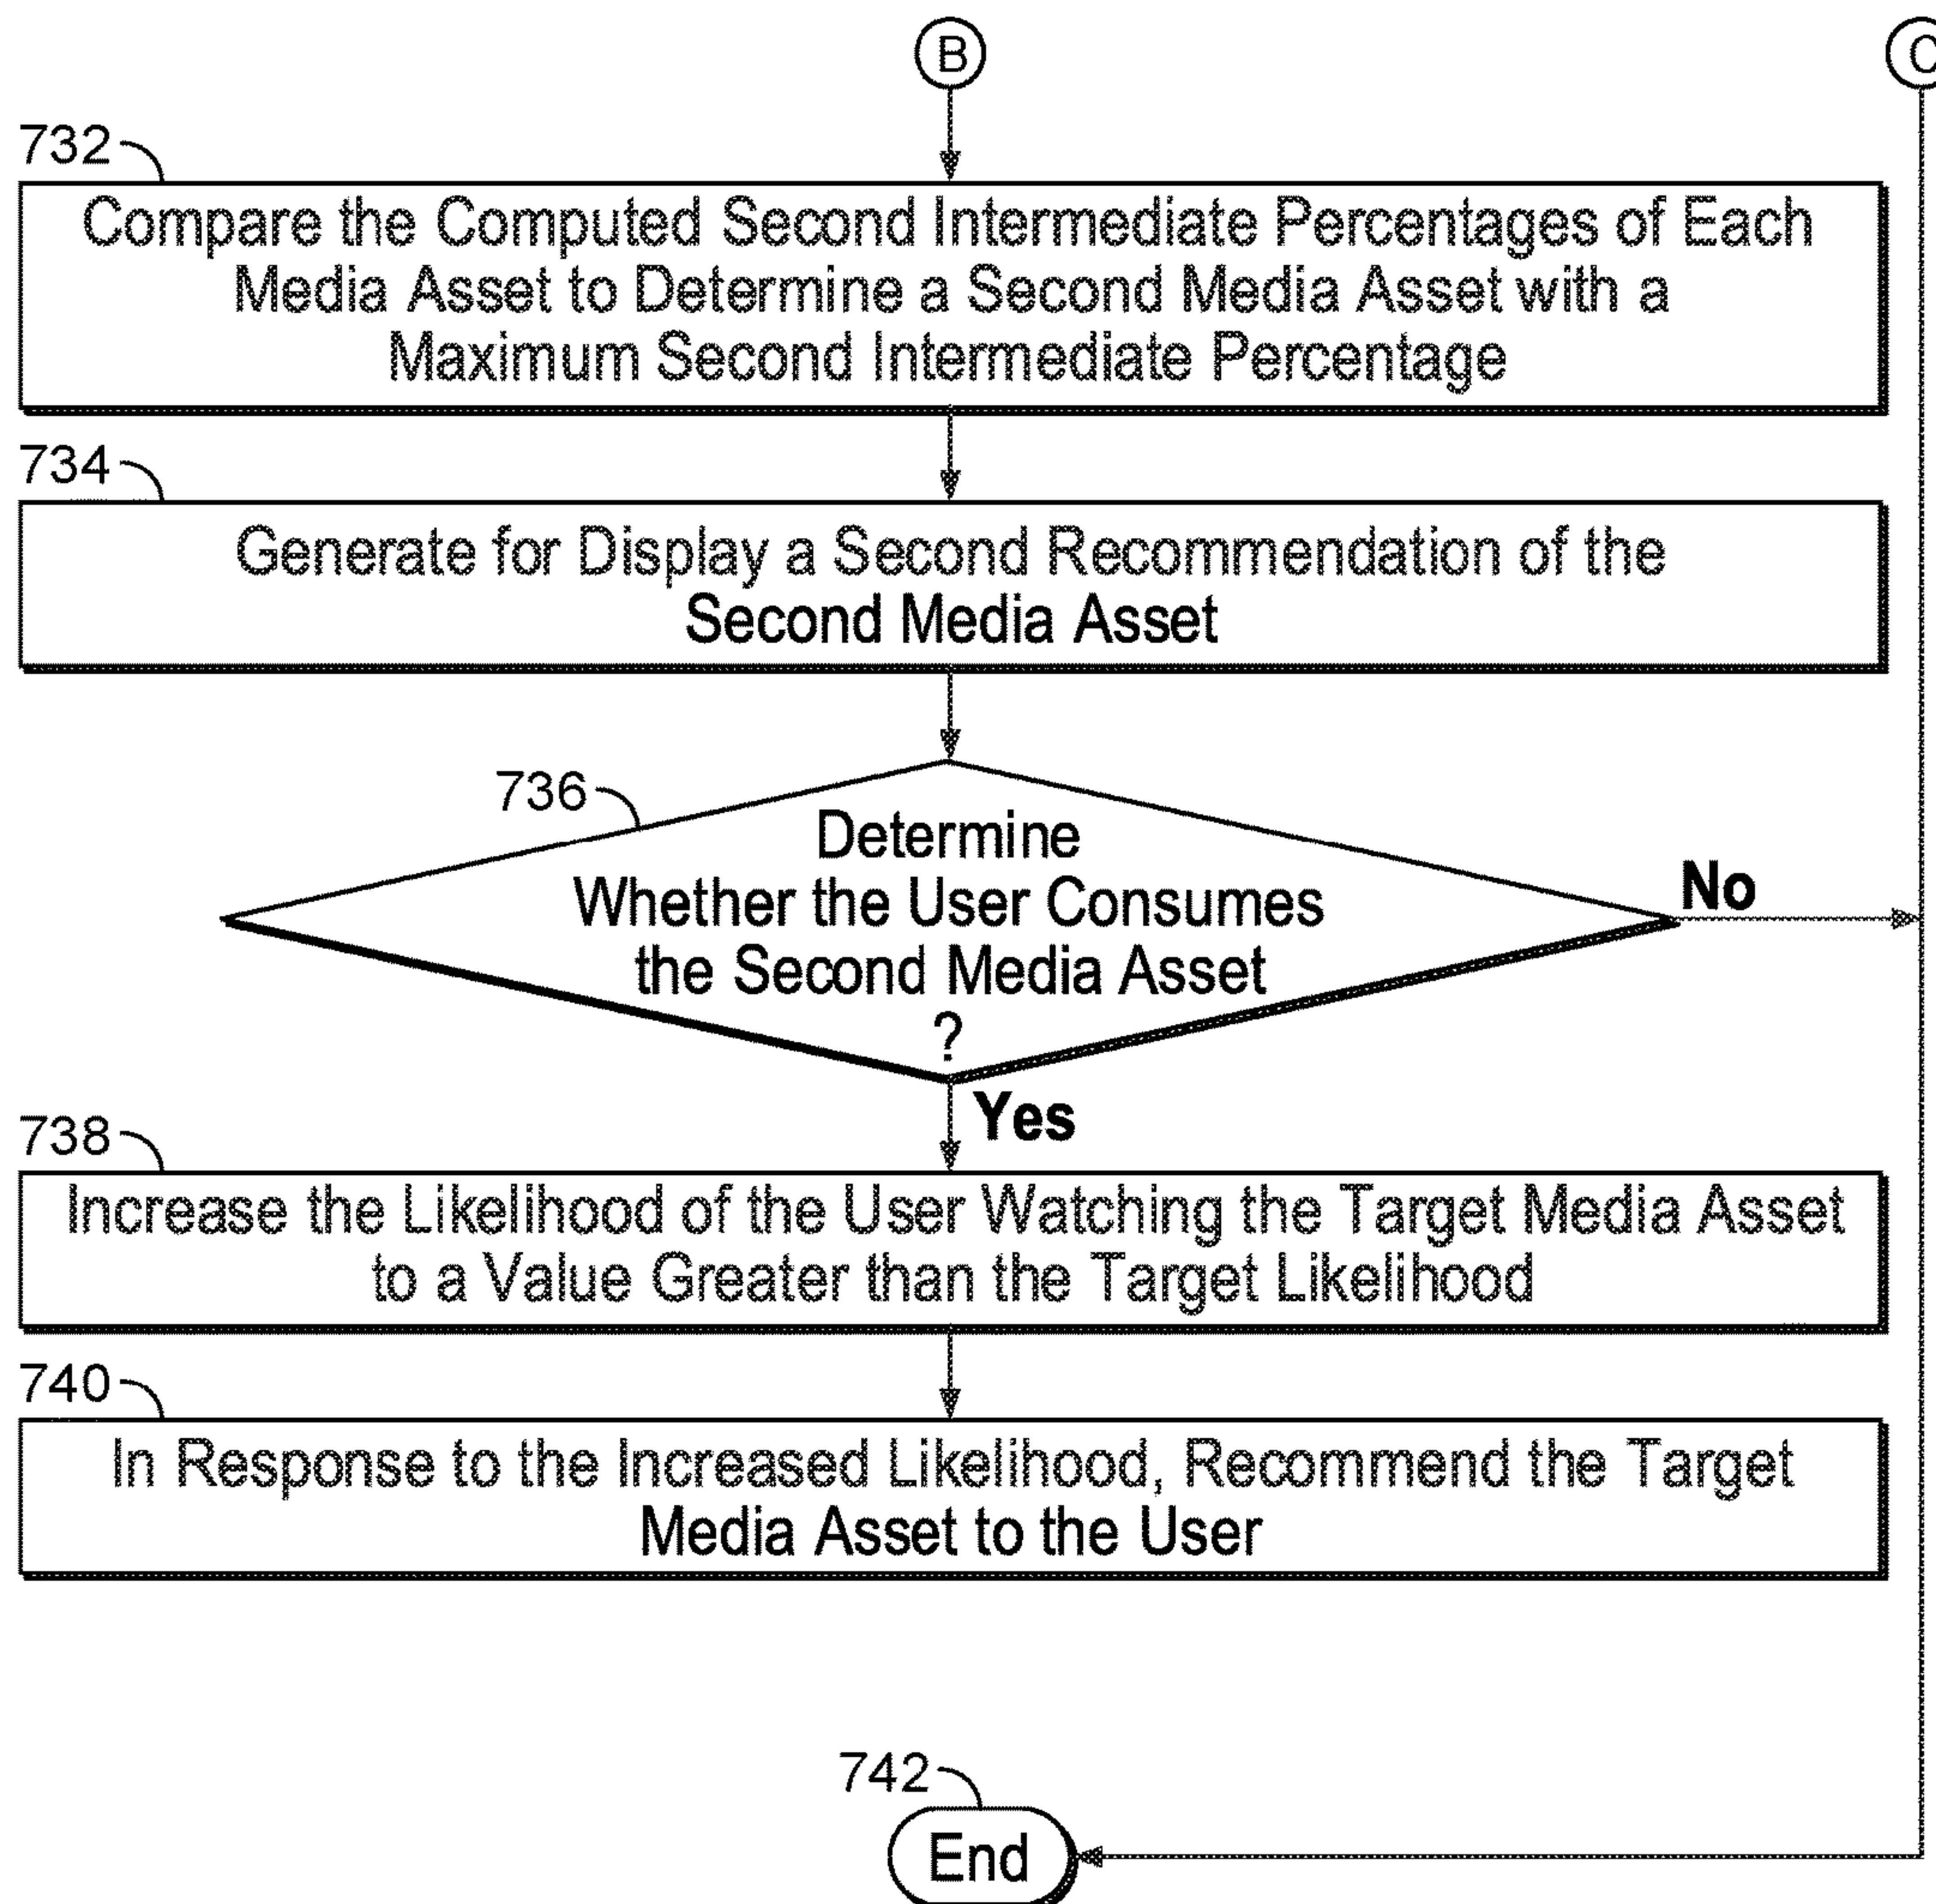 B
C
732
Compare the Computed Second Intermediate Percentages of Each
Media Asset to Determine a Second Media Asset with a
Maximum Second Intermediate Percentage
734
Generate for Display a Second Recommendation of the
Second Media Asset
736
Determine
Whether the User Consumes
the Second Media Asset
?
No
Yes
738
Increase the Likelihood of the User Watching the Target Media Asset
to a Value Greater than the Target Likelihood
740
In Response to the Increased Likelihood, Recommend the Target
Media Asset to the User
742
End